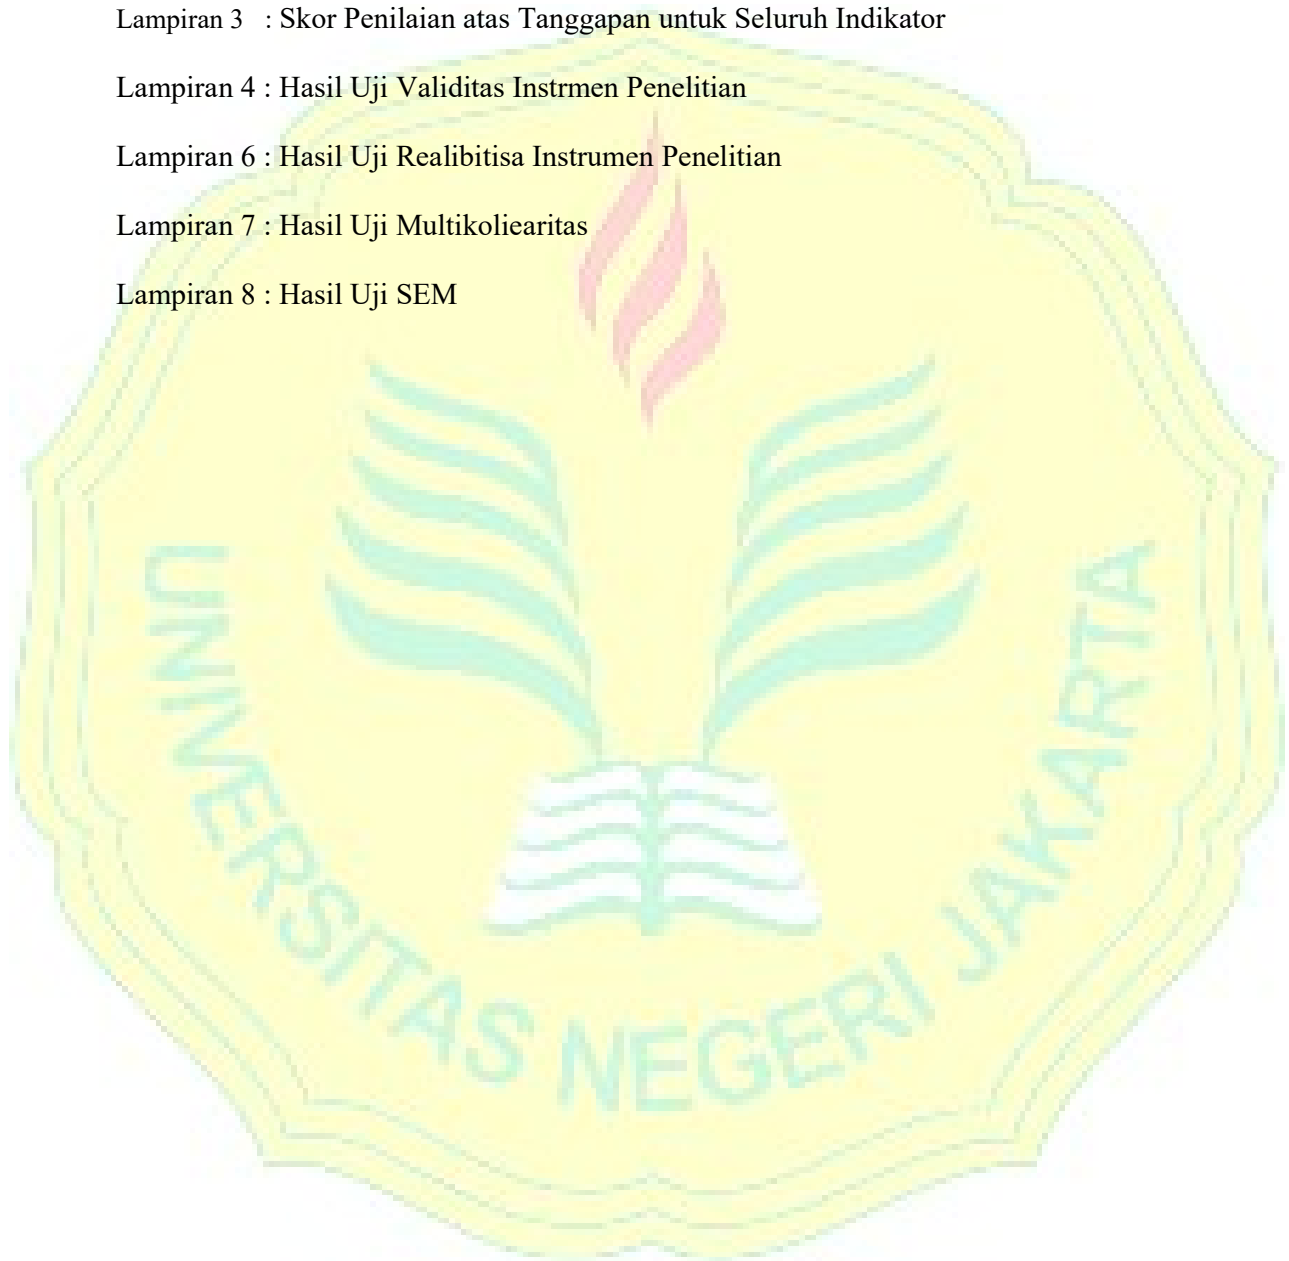 Lampiran 3 : Skor Penilaian atas Tanggapan untuk Seluruh Indikator
Lampiran 4 : Hasil Uji Validitas Instrmen Penelitian
Lampiran 6 : Hasil Uji Realibitisa Instrumen Penelitian
Lampiran 7 : Hasil Uji Multikoliearitas
Lampiran 8 : Hasil Uji SEM
UNIVERSITAS NEGERI JAKARTA